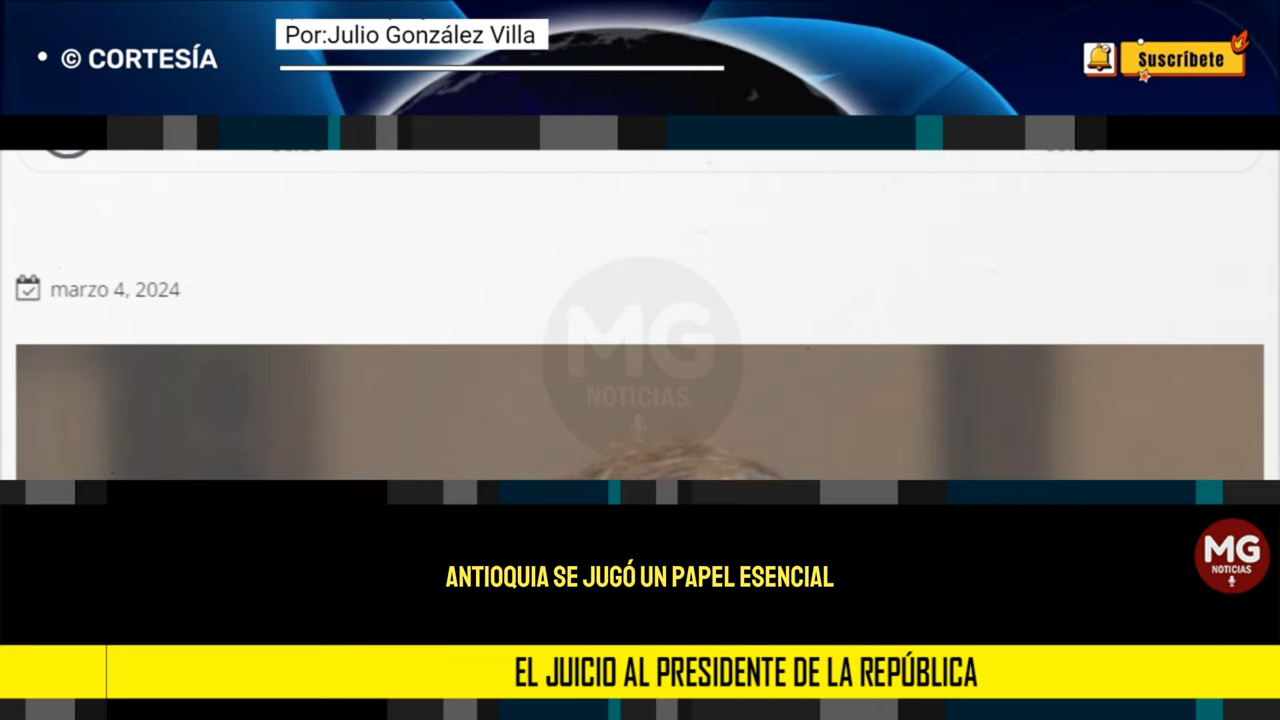 Por:Julio González Villa
• © CORTESÍA
Suscríbete
marzo 4, 2024
MG
NOTICIAS
MG
NOTICIAS
ANTIOQUIA SE JUGÓ UN PAPEL ESENCIAL
EL JUICIO AL PRESIDENTE DE LA REPÚBLICA